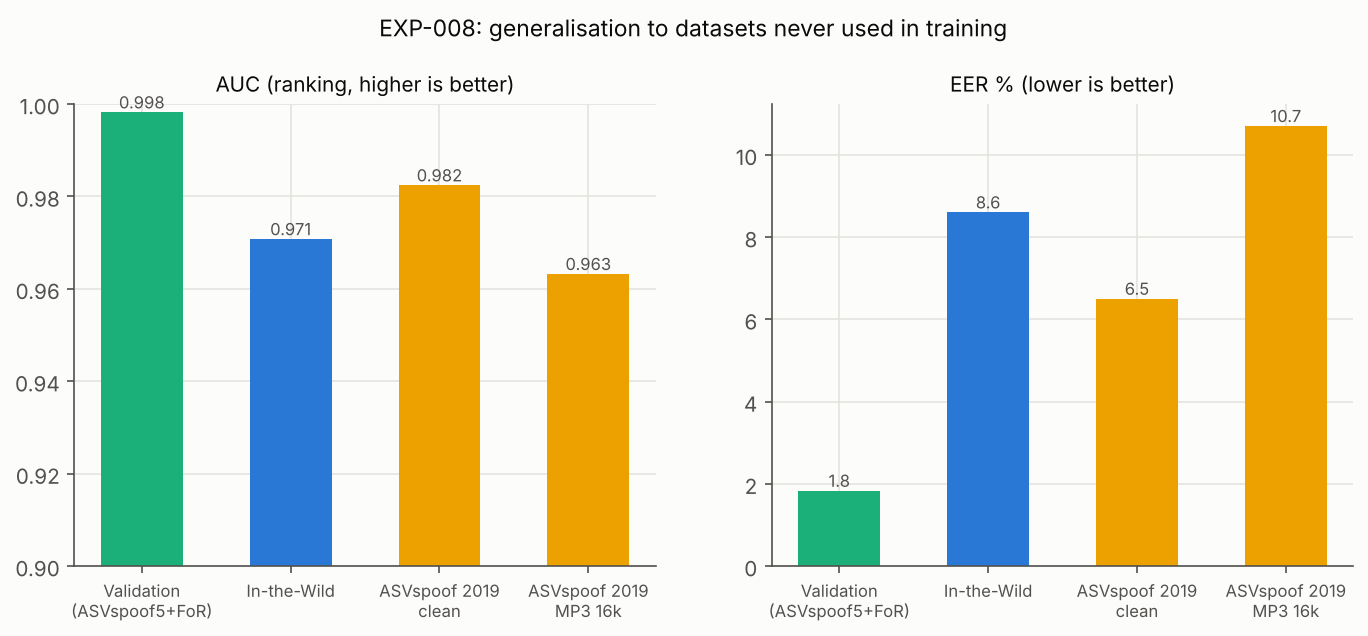 EXP-008: generalisation to datasets never used in training
AUC (ranking, higher is better)
1.00
0.98
0.96
0.94
0.92
0.90
0.998
0.971
0.982
0.963
Validation
(ASVspoof5+FoR)
In-the-Wild
ASVspoof 2019
clean
ASVspoof 2019
MP3 16k
EER % (lower is better)
10
8
6
4
2
0
1.8
8.6
6.5
10.7
Validation
(ASVspoof5+FoR)
In-the-Wild
ASVspoof 2019
clean
ASVspoof 2019
MP3 16k